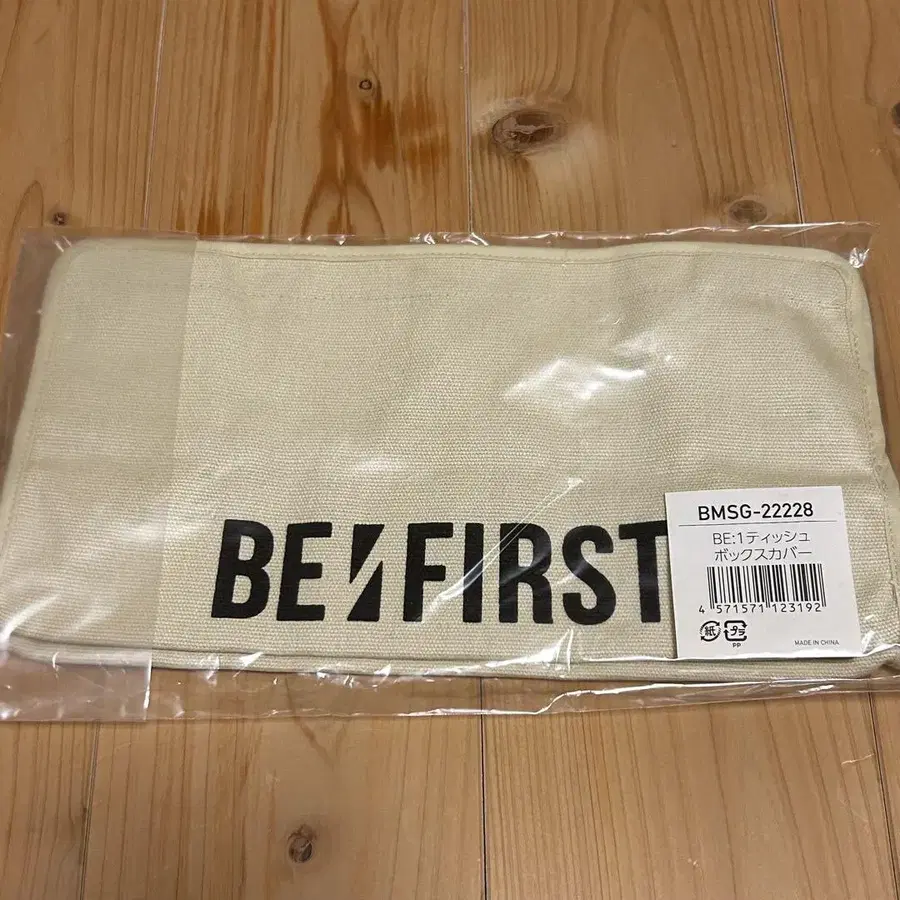 BE:FIRST
BMSG-22228
BE:1ティッシュ
ボックスカバー
4 571571 123192
紙 プラ
PP
MADE IN CHINA